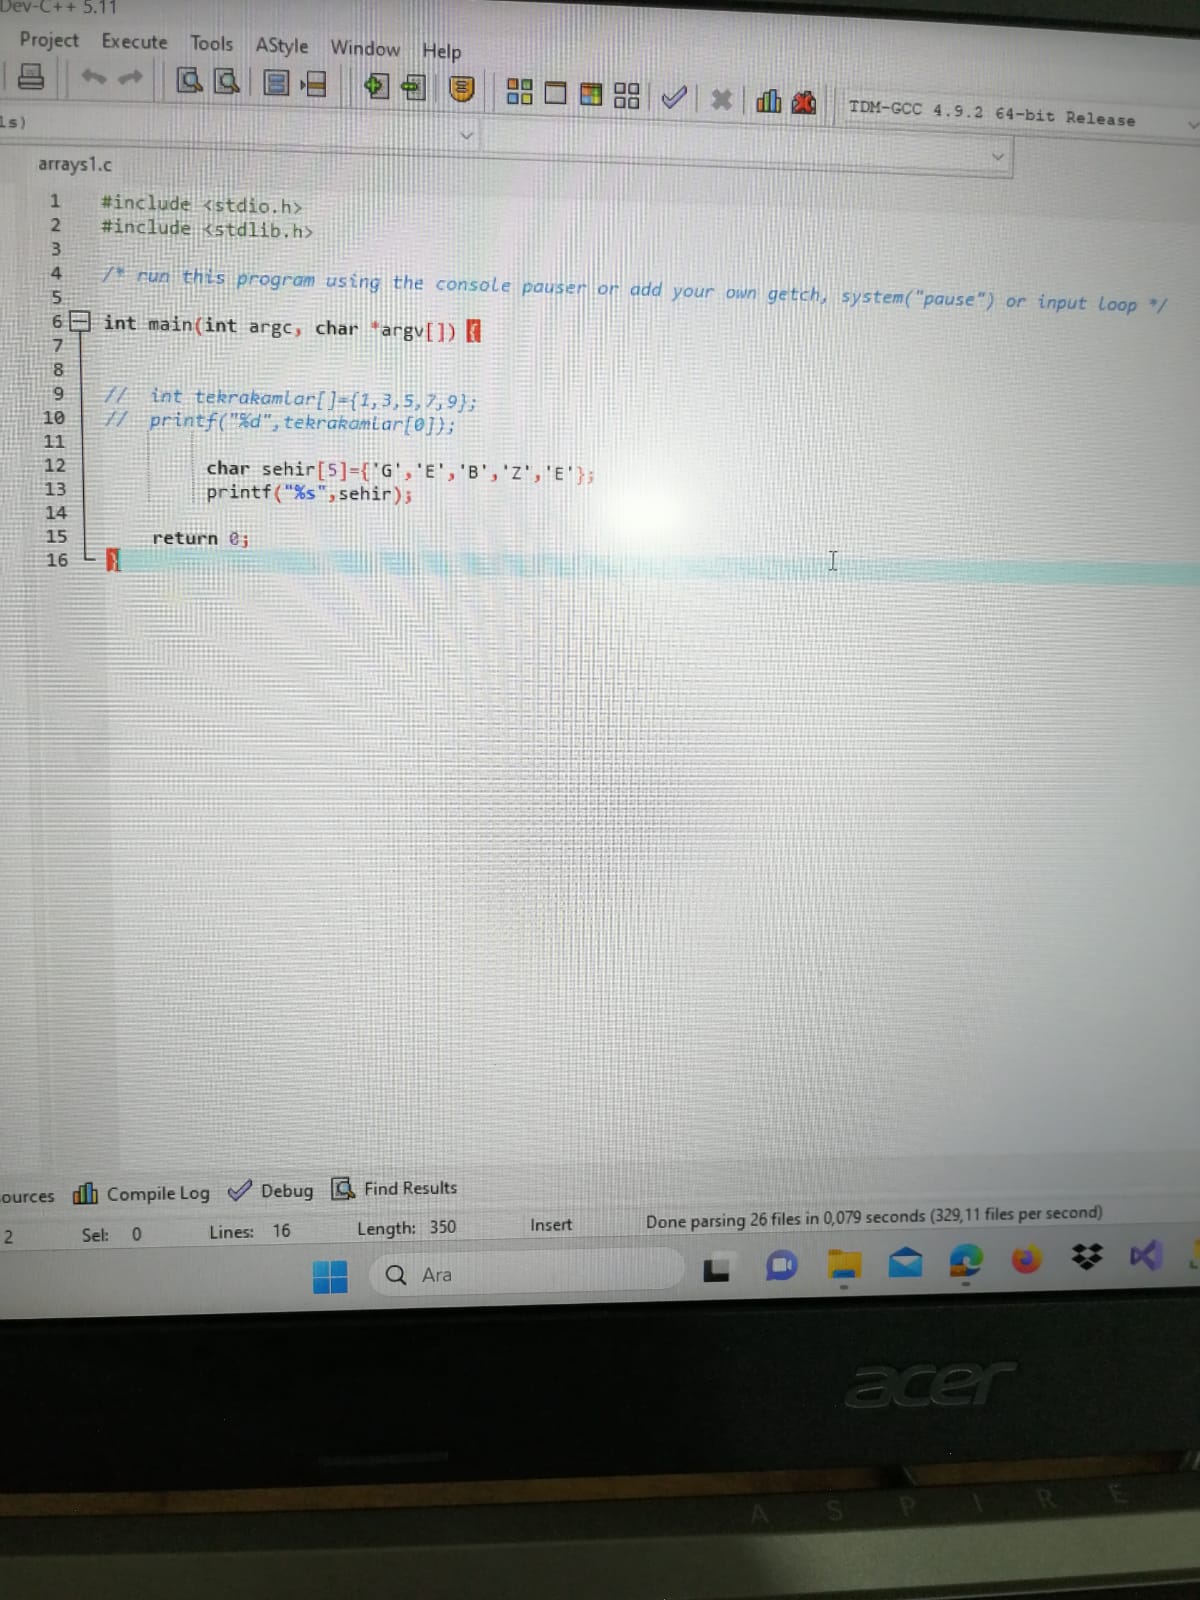 Dev-C++ 5.11
Project Execute Tools AStyle Window Help
TDM-GCC 4.9.2 64-bit Release
ls)
arrays1.c
1 #include <stdio.h>
2 #include <stdlib.h>
3
4 /* run this program using the console pauser or add your own getch, system("pause") or input loop */
5
6 int main(int argc, char *argv[]) {
7
8
9 // int tekrakamlar[]={1,3,5,7,9};
10 // printf("%d",tekrakamlar[0]);
11
12 char sehir[5]={'G','E','B','Z','E'};
13 printf("%s",sehir);
14
15 return 0;
16 }
ources Compile Log Debug Find Results
2 Sel: 0 Lines: 16 Length: 350 Insert Done parsing 26 files in 0,079 seconds (329,11 files per second)
Ara
acer
ASPIRE